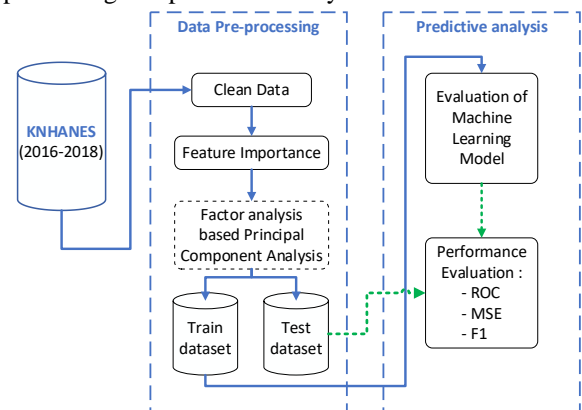 Data Pre-processing
Predictive analysis
KNHANES
(2016-2018)
Clean Data
Feature Importance
Factor analysis
based Principal
Component Analysis
Train
dataset
Test
dataset
Evaluation of
Machine
Learning
Model
Performance
Evaluation :
- ROC
- MSE
- F1